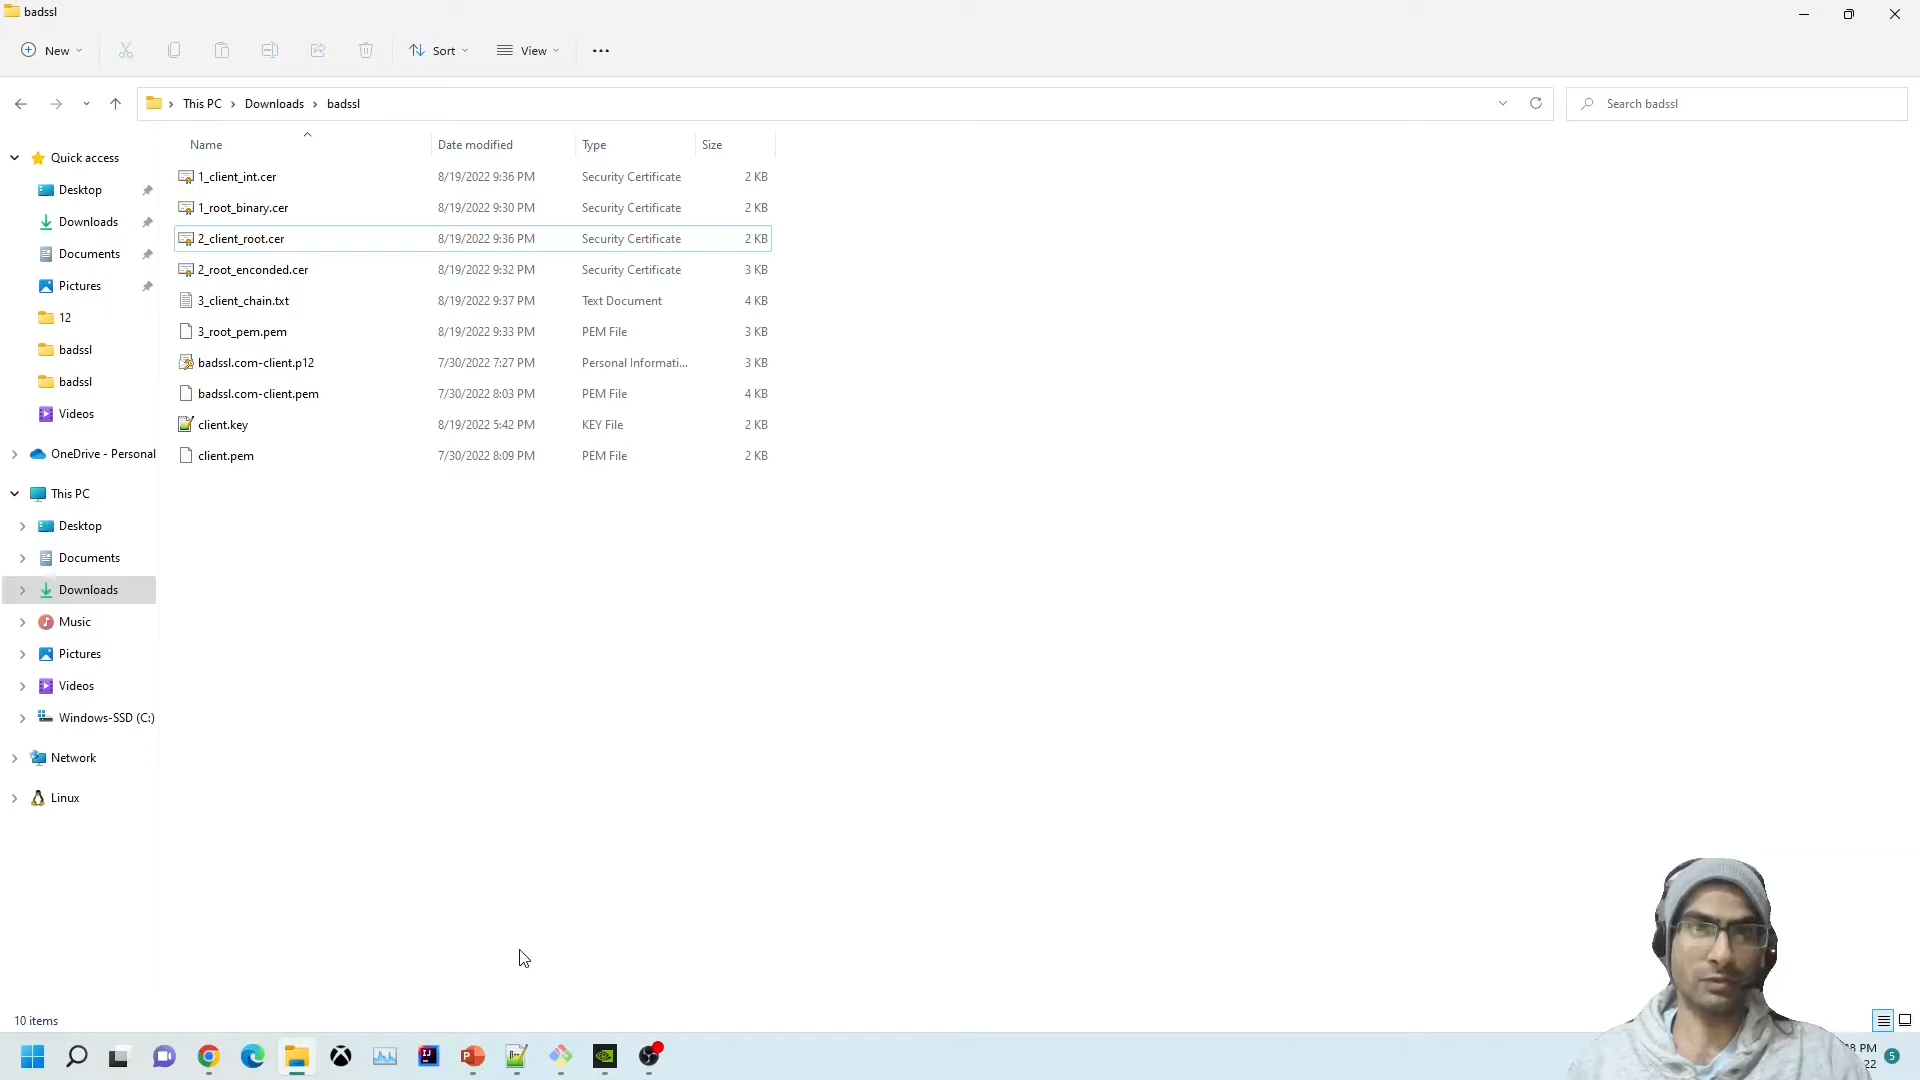 badssl
New
Sort
View
This PC
Downloads
badssl
Search badssl
Name
Date modified
Type
Size
Quick access
Desktop
Downloads
Documents
Pictures
12
badssl
badssl
Videos
OneDrive - Personal
This PC
Desktop
Documents
Downloads
Music
Pictures
Videos
Windows-SSD (C:)
Network
Linux
1_client_int.cer 8/19/2022 9:36 PM Security Certificate 2 KB
1_root_binary.cer 8/19/2022 9:30 PM Security Certificate 2 KB
2_client_root.cer 8/19/2022 9:36 PM Security Certificate 2 KB
2_root_enconded.cer 8/19/2022 9:32 PM Security Certificate 3 KB
3_client_chain.txt 8/19/2022 9:37 PM Text Document 4 KB
3_root_pem.pem 8/19/2022 9:33 PM PEM File 3 KB
badssl.com-client.p12 7/30/2022 7:27 PM Personal Informati... 3 KB
badssl.com-client.pem 7/30/2022 8:03 PM PEM File 4 KB
client.key 8/19/2022 5:42 PM KEY File 2 KB
client.pem 7/30/2022 8:09 PM PEM File 2 KB
10 items
PM
22
5